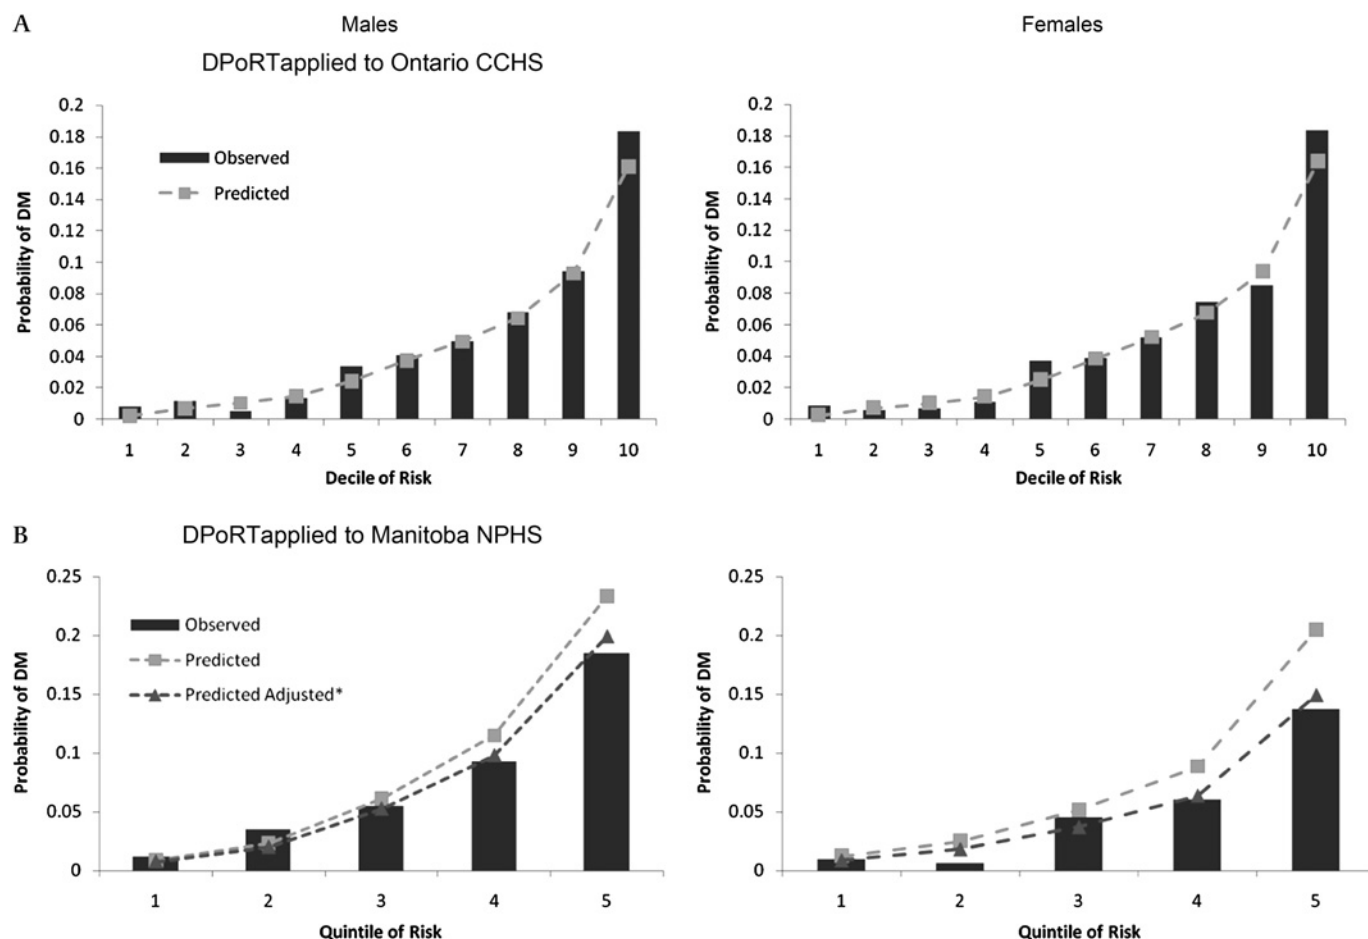 A
Males
Females
DPoRTapplied to Ontario CCHS
0.2
0.18
0.16
0.14
0.12
0.1
0.08
0.06
0.04
0.02
0
Probability of DM
Observed
Predicted
1 2 3 4 5 6 7 8 9 10
Decile of Risk
0.2
0.18
0.16
0.14
0.12
0.1
0.08
0.06
0.04
0.02
0
Probability of DM
1 2 3 4 5 6 7 8 9 10
Decile of Risk
B
DPoRTapplied to Manitoba NPHS
0.25
0.2
0.15
0.1
0.05
0
Probability of DM
Observed
Predicted
Predicted Adjusted*
1 2 3 4 5
Quintile of Risk
0.25
0.2
0.15
0.1
0.05
0
Probability of DM
1 2 3 4 5
Quintile of Risk